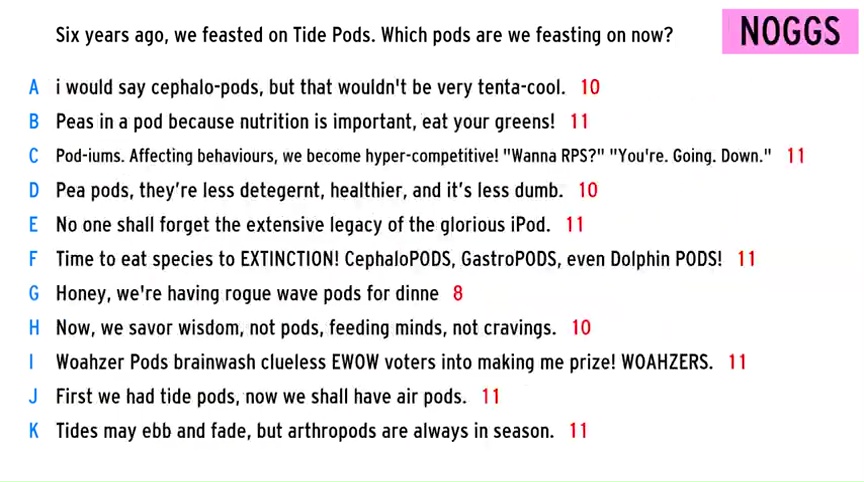 Six years ago, we feasted on Tide Pods. Which pods are we feasting on now?
NOGGS
A i would say cephalo-pods, but that wouldn't be very tenta-cool. 10
B Peas in a pod because nutrition is important, eat your greens! 11
C Pod-iums. Affecting behaviours, we become hyper-competitive! "Wanna RPS?" "You're. Going. Down." 11
D Pea pods, they’re less detegernt, healthier, and it’s less dumb. 10
E No one shall forget the extensive legacy of the glorious iPod. 11
F Time to eat species to EXTINCTION! CephaloPODS, GastroPODS, even Dolphin PODS! 11
G Honey, we're having rogue wave pods for dinne 8
H Now, we savor wisdom, not pods, feeding minds, not cravings. 10
I Woahzer Pods brainwash clueless EWOW voters into making me prize! WOAHZERS. 11
J First we had tide pods, now we shall have air pods. 11
K Tides may ebb and fade, but arthropods are always in season. 11